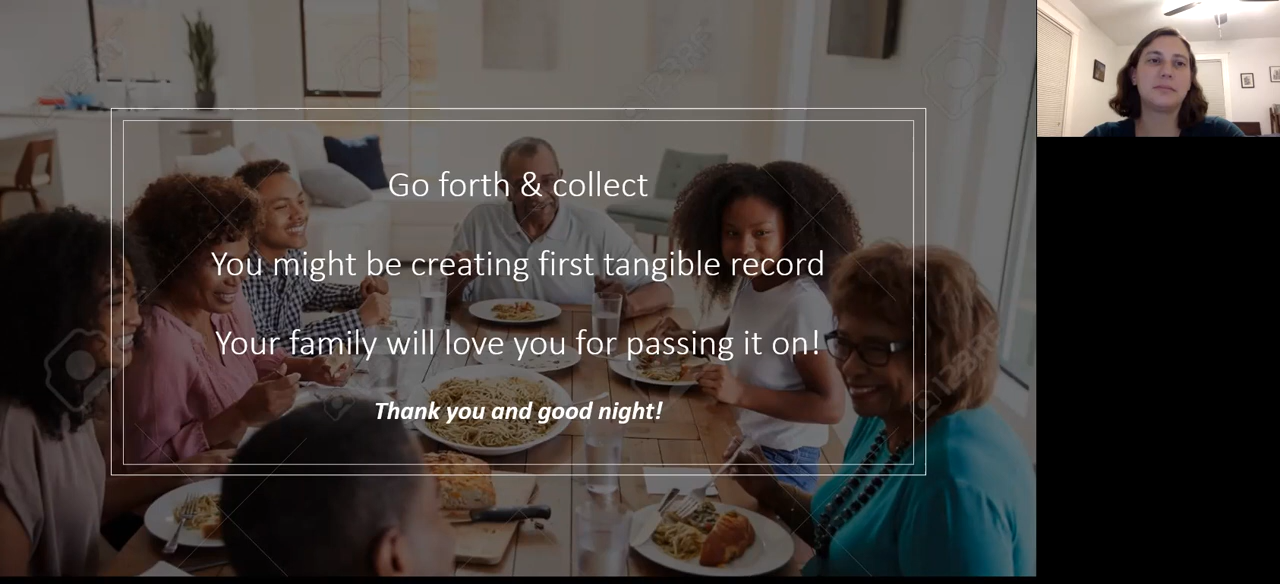 Go forth & collect
You might be creating first tangible record
Your family will love you for passing it on!
Thank you and good night!